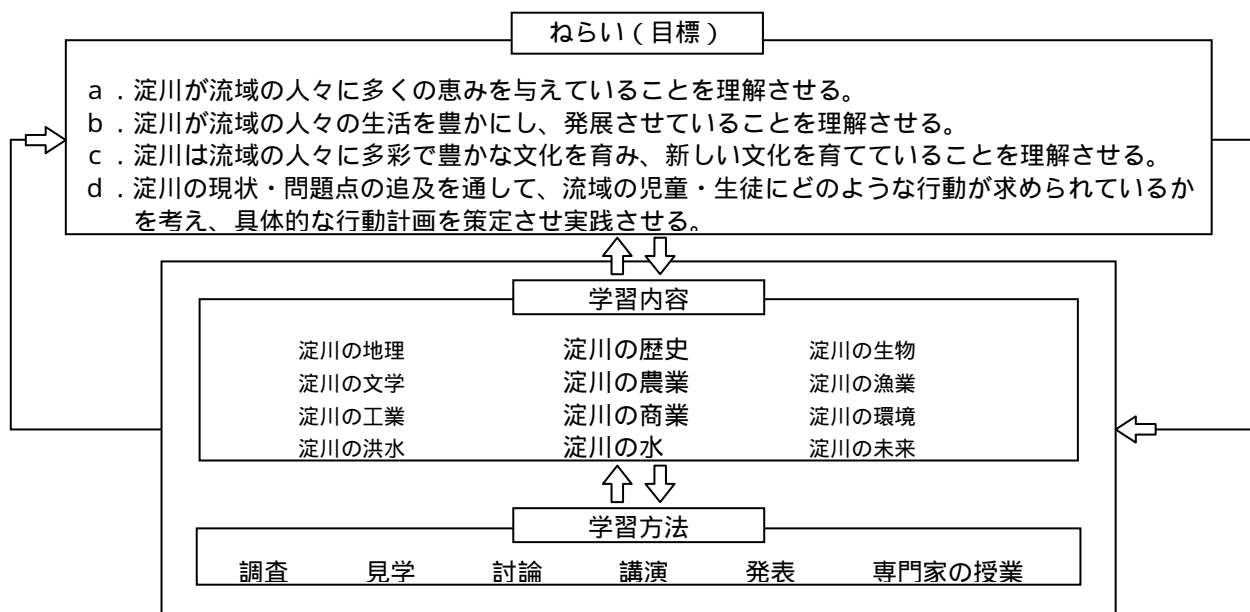 ねらい(目標)
a.淀川が流域の人々に多くの恵みを与えていることを理解させる。
b.淀川が流域の人々の生活を豊かにし、発展させていることを理解させる。
c.淀川は流域の人々に多彩で豊かな文化を育み、新しい文化を育てていることを理解させる。
d.淀川の現状・問題点の追及を通して、流域の児童・生徒にどのような行動が求められているか
を考え、具体的な行動計画を策定させ実践させる。
学習内容
淀川の地理 淀川の歴史 淀川の生物
淀川の文学 淀川の農業 淀川の漁業
淀川の工業 淀川の商業 淀川の環境
淀川の洪水 淀川の水 淀川の未来
学習方法
調査 見学 討論 講演 発表 専門家の授業